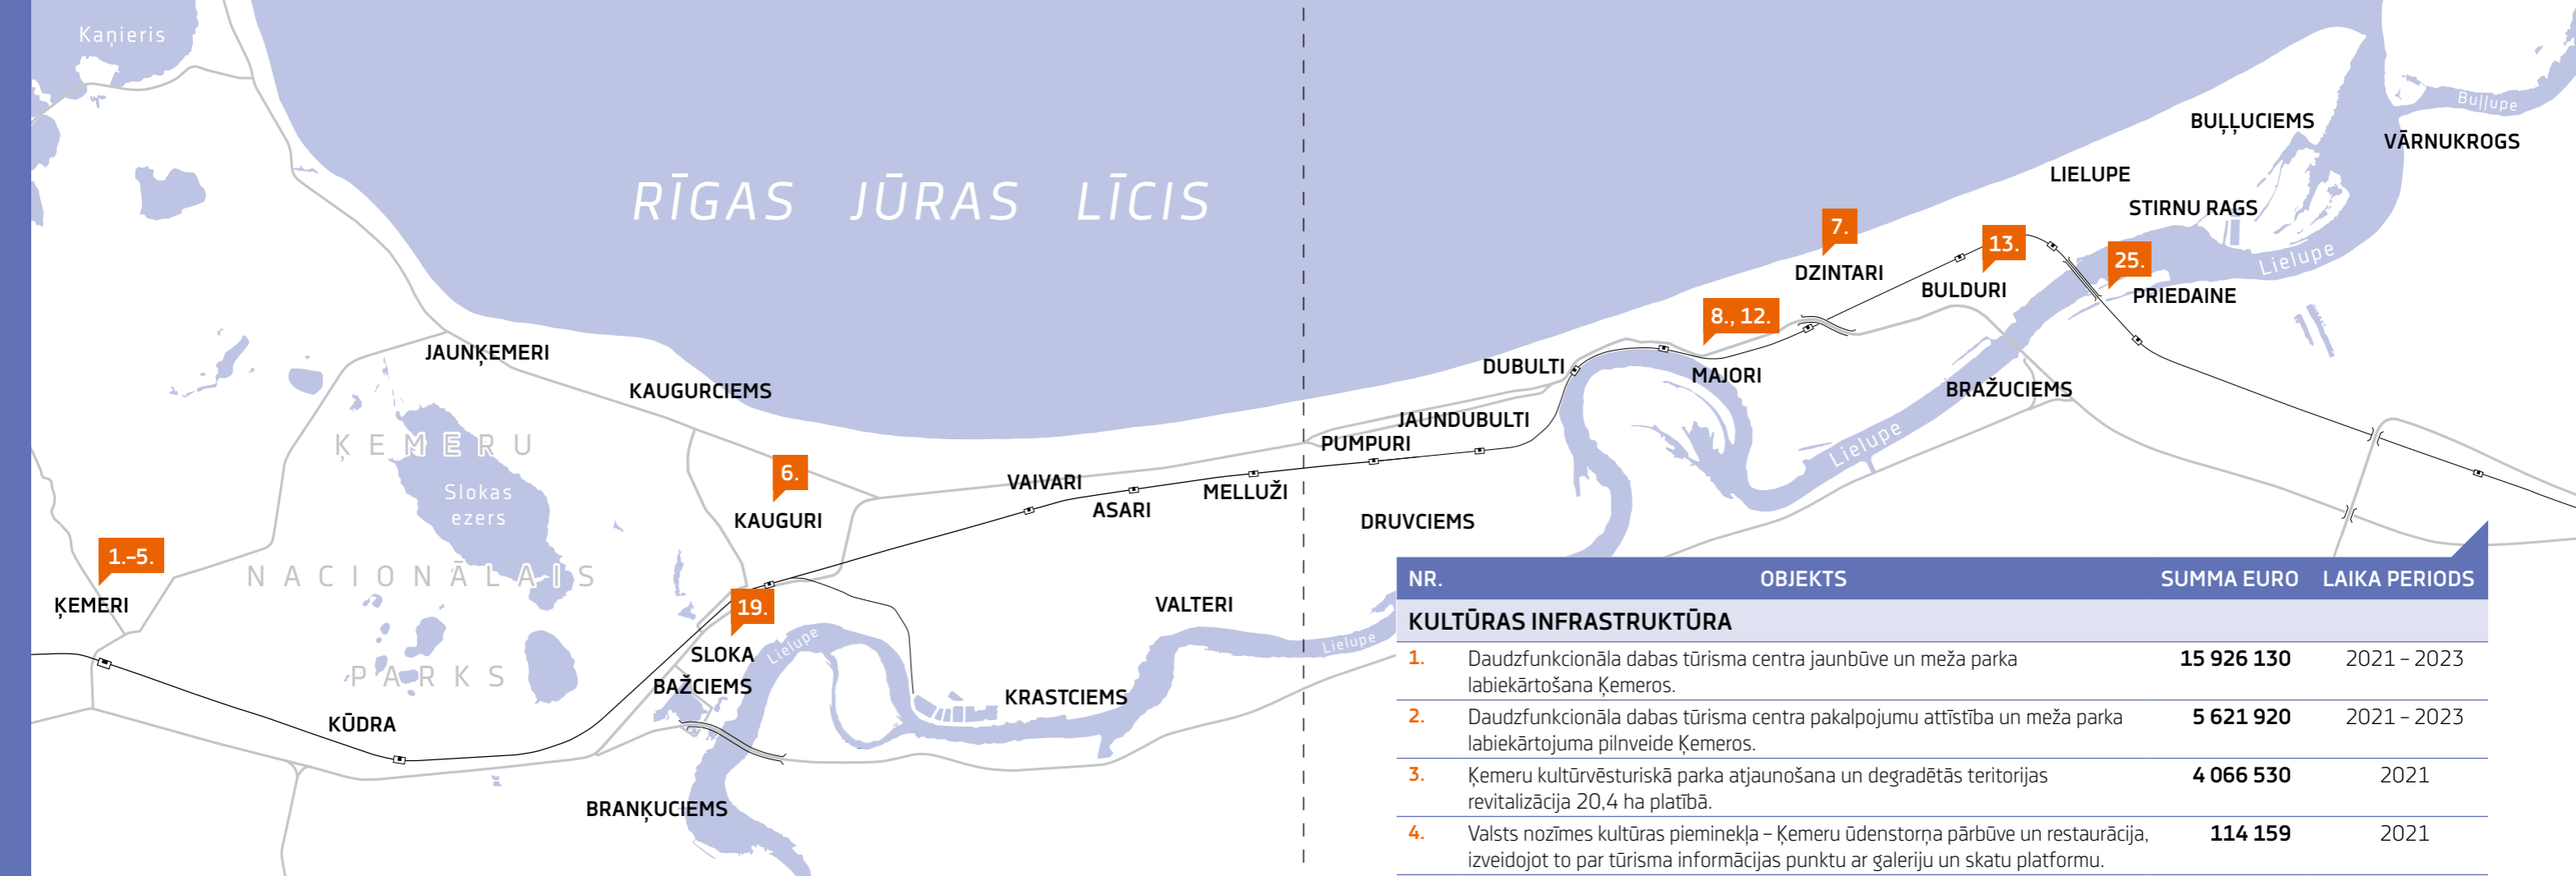 Kaņieris
RĪGAS JŪRAS LĪCIS
Buļļupe
BUĻĻUCIEMS
VĀRNUKROGS
LIELUPE
STIRNU RAGS
7.
13.
25.
DZINTARI
BULDURI
PRIEDAINE
Lielupe
8., 12.
JAUNĶEMERI
KAUGURCIEMS
DUBULTI
MAJORI
BRAŽUCIEMS
JAUNDUBULTI
PUMPURI
Lielupe
ĶEMERU
Slokas
ezers
6.
VAIVARI
MELLUŽI
ASARI
KAUGURI
DRUVCIEMS
1.–5.
NACIONĀLAIS
ĶEMERI
19.
VALTERI
Lielupe
Lielupe
SLOKA
PARKS
BAŽCIEMS
KRASTCIEMS
KŪDRA
BRANĶUCIEMS
NR. OBJEKTS SUMMA EURO LAIKA PERIODS
KULTŪRAS INFRASTRUKTŪRA
1. Daudzfunkcionāla dabas tūrisma centra jaunbūve un meža parka 15 926 130 2021 – 2023
labiekārtošana Ķemeros.
2. Daudzfunkcionāla dabas tūrisma centra pakalpojumu attīstība un meža parka 5 621 920 2021 – 2023
labiekārtojuma pilnveide Ķemeros.
3. Ķemeru kultūrvēsturiskā parka atjaunošana un degradētās teritorijas 4 066 530 2021
revitalizācija 20,4 ha platībā.
4. Valsts nozīmes kultūras pieminekļa – Ķemeru ūdenstorņa pārbūve un restaurācija, 114 159 2021
izveidojot to par tūrisma informācijas punktu ar galeriju un skatu platformu.